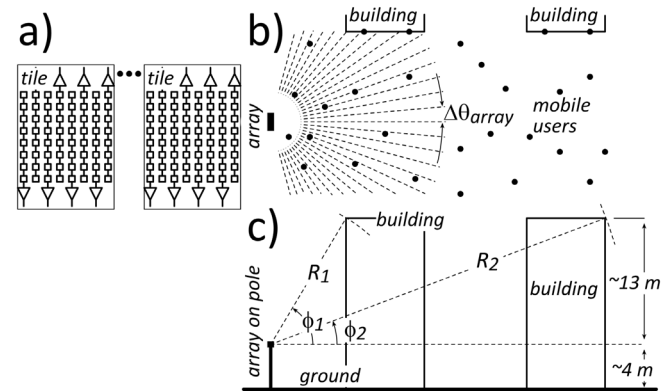 a)
tile
tile
b)
building
building
array
Δθarray
mobile
users
c)
building
R1
R2
building
~13 m
ϕ1
ϕ2
array on pole
ground
~4 m